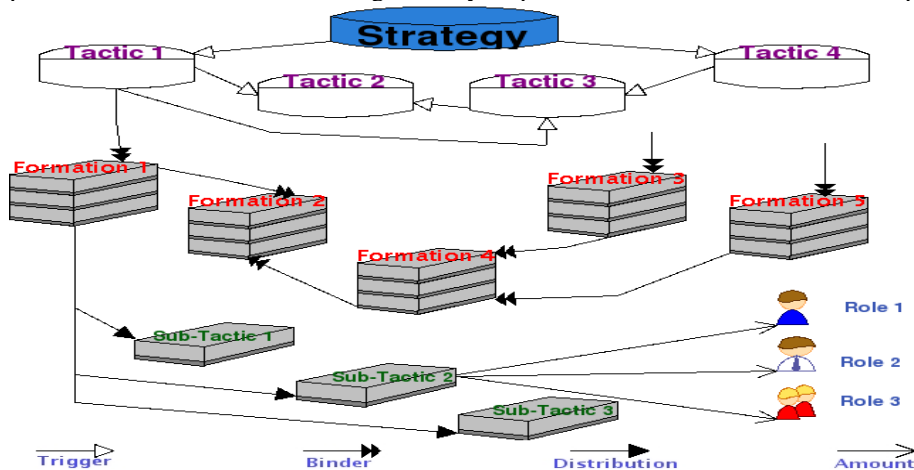 Strategy
Tactic 1
Tactic 4
Tactic 2
Tactic 3
Formation 1
Formation 3
Formation 2
Formation 5
Formation 4
Role 1
Sub-Tactic 1
Role 2
Sub-Tactic 2
Role 3
Sub-Tactic 3
Trigger
Binder
Distribution
Amount